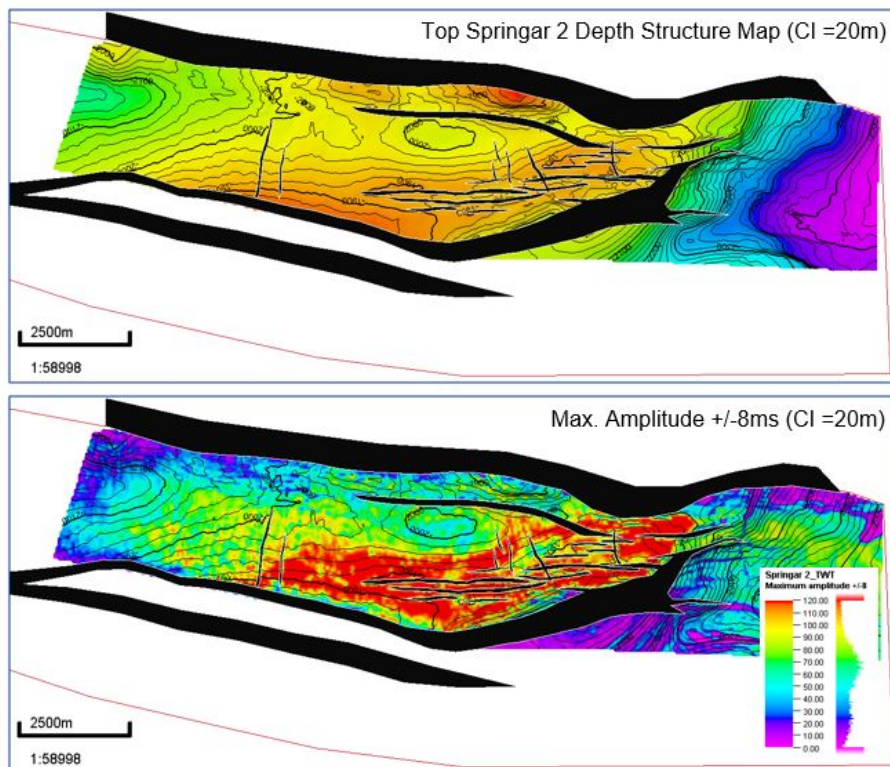 Top Springar 2 Depth Structure Map (CI =20m)
2500m
1:58998
Max. Amplitude +/-8ms (CI =20m)
Springar 2_TWT
Maximum amplitude +/-8
120.00
110.00
100.00
90.00
80.00
70.00
60.00
50.00
40.00
30.00
20.00
10.00
0.00
2500m
1:58998